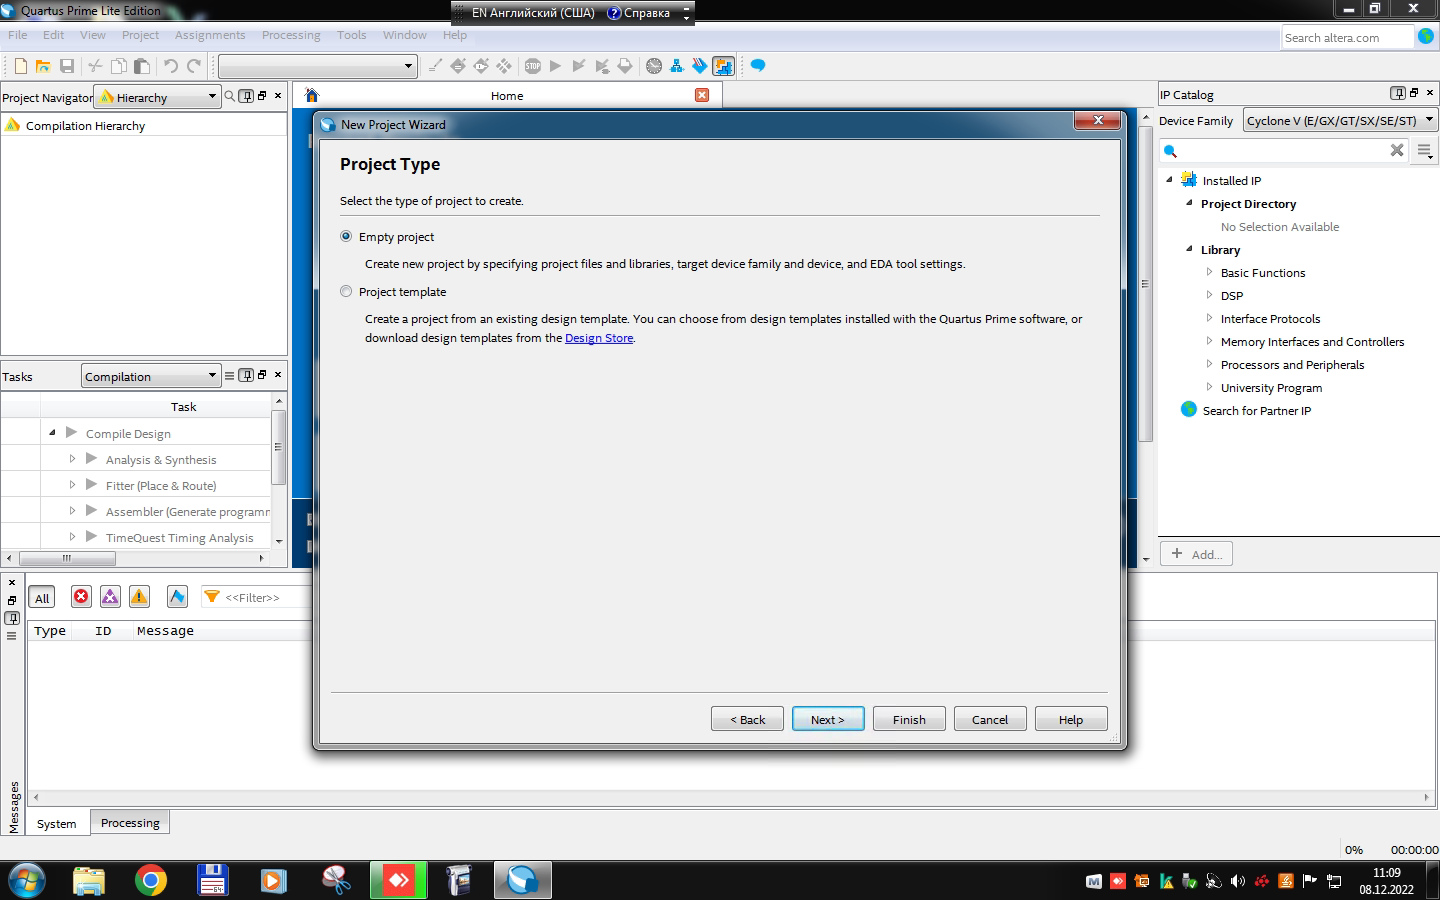 Quartus Prime Lite Edition
EN Английский (США) Справка
File Edit View Project Assignments Processing Tools Window Help
Search altera.com
Project Navigator Hierarchy
Compilation Hierarchy
Home
IP Catalog
Device Family Cyclone V (E/GX/GT/SX/SE/ST)
Installed IP
Project Directory
No Selection Available
Library
Basic Functions
DSP
Interface Protocols
Memory Interfaces and Controllers
Processors and Peripherals
University Program
Search for Partner IP
+ Add...
New Project Wizard
Project Type
Select the type of project to create.
Empty project
Create new project by specifying project files and libraries, target device family and device, and EDA tool settings.
Project template
Create a project from an existing design template. You can choose from design templates installed with the Quartus Prime software, or
download design templates from the Design Store.
< Back Next > Finish Cancel Help
Tasks Compilation
Task
Compile Design
Analysis & Synthesis
Fitter (Place & Route)
Assembler (Generate programm
TimeQuest Timing Analysis
All <<Filter>>
Type ID Message
Messages
System Processing
0% 00:00:00
STOP
64
11:09
08.12.2022